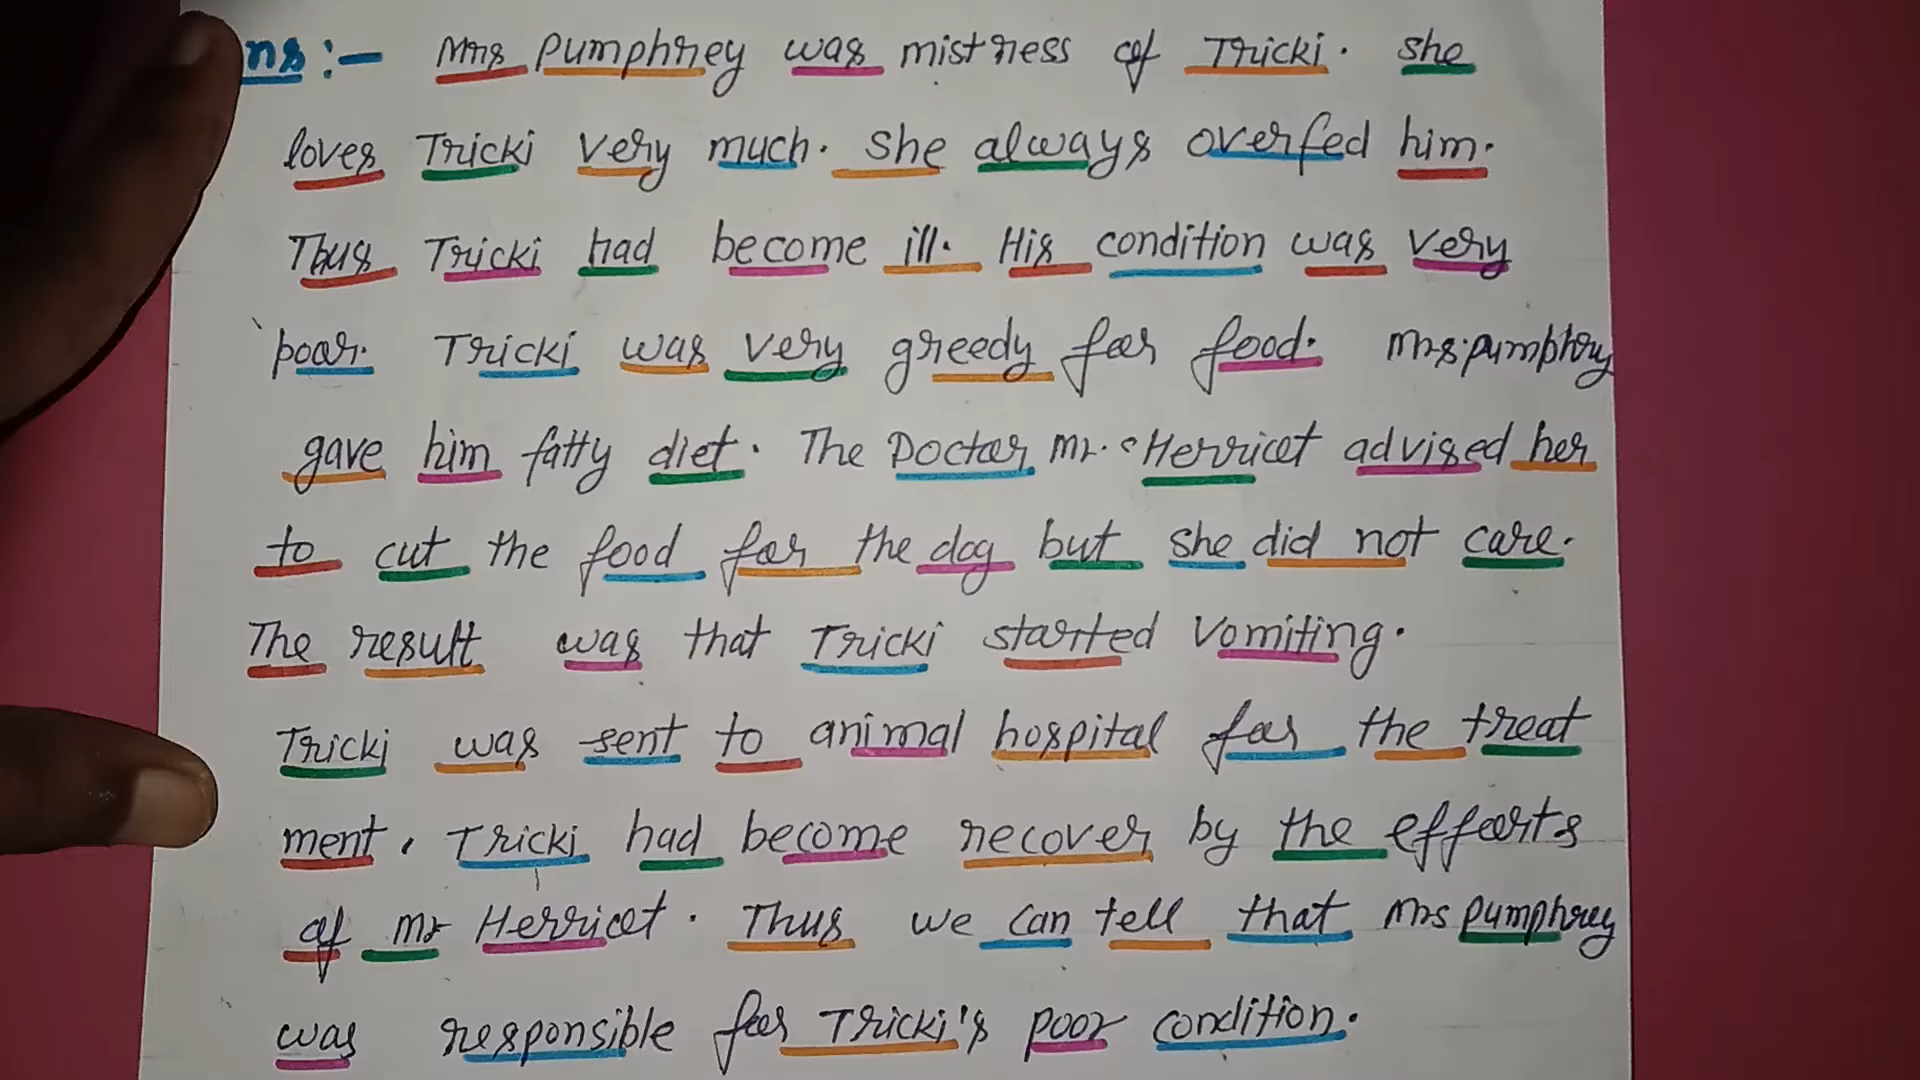 ns :- Mrs Pumphrey was mistress of Tricki. she
loves Tricki very much. She always overfed him.
Thus Tricki had become ill. His condition was very
poor. Tricki was very greedy for food. Mrs. pumphry
gave him fatty diet. The Doctor Mr. Herricot advised her
to cut the food for the dog but she did not care.
The result was that Tricki started Vomiting.
Tricki was sent to animal hospital for the treat
ment. Tricki had become recover by the efforts
of Mr Herricot. Thus we can tell that Mrs pumphrey
was responsible for Tricki's poor condition.